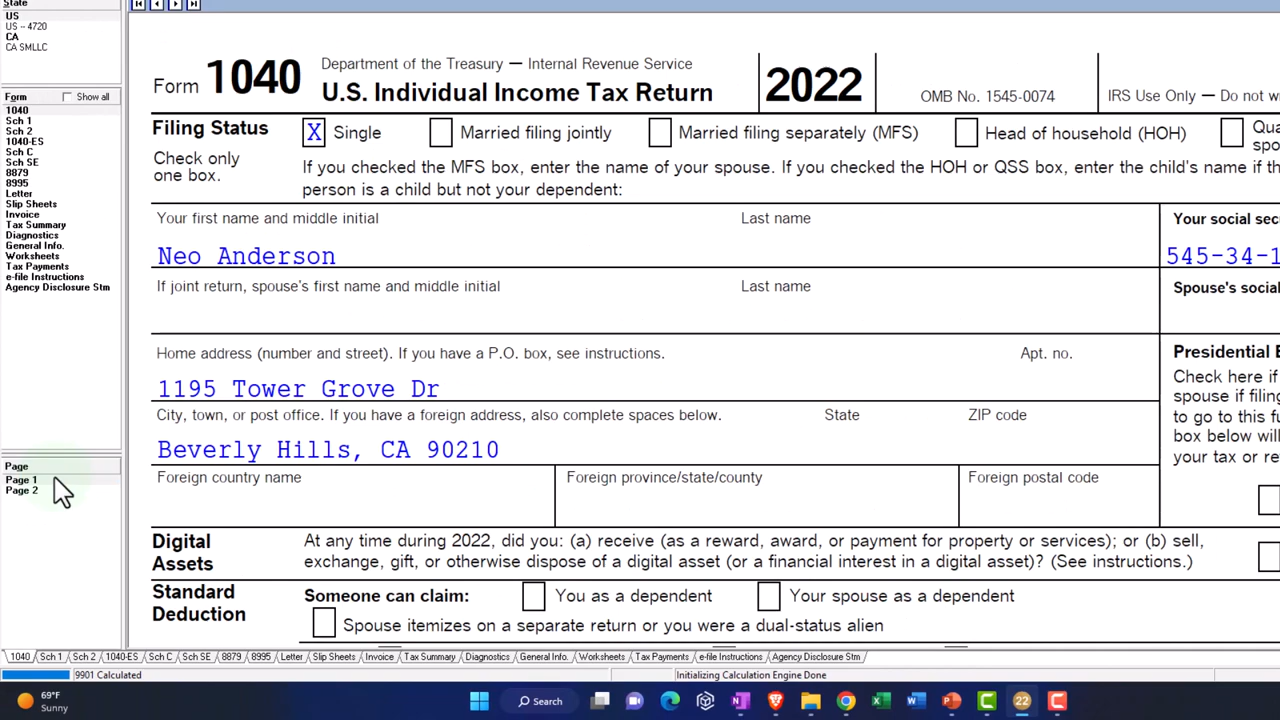 State
US
US -- 4720
CA
CA SMLLC
Form Show all
1040
Sch 1
Sch 2
1040-ES
Sch C
Sch SE
8879
8995
Letter
Slip Sheets
Invoice
Tax Summary
Diagnostics
General Info.
Worksheets
Tax Payments
e-file Instructions
Agency Disclosure Stm
Page
Page 1
Page 2
Form 1040
Department of the Treasury — Internal Revenue Service
U.S. Individual Income Tax Return
2022
OMB No. 1545-0074
IRS Use Only - Do not wi
Filing Status
Check only
one box.
X Single Married filing jointly Married filing separately (MFS) Head of household (HOH) Qua
spo
If you checked the MFS box, enter the name of your spouse. If you checked the HOH or QSS box, enter the child's name if the
person is a child but not your dependent:
Your first name and middle initial Last name Your social sec
Neo Anderson 545-34-1
If joint return, spouse's first name and middle initial Last name Spouse's social
Home address (number and street). If you have a P.O. box, see instructions. Apt. no.
1195 Tower Grove Dr
City, town, or post office. If you have a foreign address, also complete spaces below. State ZIP code
Beverly Hills, CA 90210
Foreign country name Foreign province/state/county Foreign postal code
Presidential E
Check here if
spouse if filing
to go to this fu
box below will
your tax or re
Digital
Assets
At any time during 2022, did you: (a) receive (as a reward, award, or payment for property or services); or (b) sell,
exchange, gift, or otherwise dispose of a digital asset (or a financial interest in a digital asset)? (See instructions.)
Standard
Deduction
Someone can claim: You as a dependent Your spouse as a dependent
Spouse itemizes on a separate return or you were a dual-status alien
1040 Sch 1 Sch 2 1040-ES Sch C Sch SE 8879 8995 Letter Slip Sheets Invoice Tax Summary Diagnostics General Info. Worksheets Tax Payments e-file Instructions Agency Disclosure Stm
9901 Calculated Initializing Calculation Engine Done
69°F
Sunny
Search
22